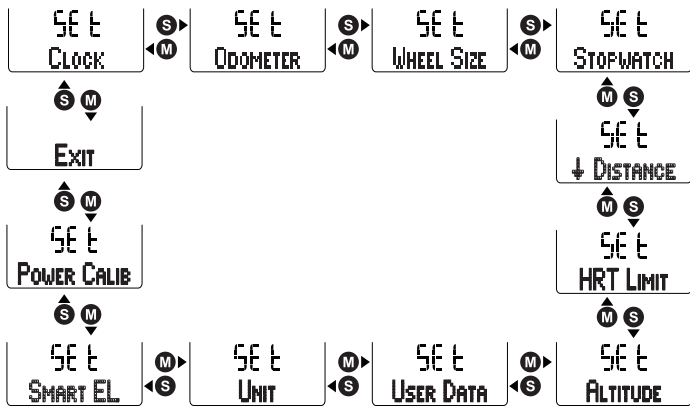 SEt SEt SEt SEt
S S S
CLOCK M ODOMETER M WHEEL SIZE M STOPWATCH
S M M S
SEt
EXIT ↓ DISTANCE
S M M S
SEt SEt
POWER CALIB HRT LIMIT
S M M S
SEt SEt SEt SEt
M M M
SMART EL S UNIT S USER DATA S ALTITUDE